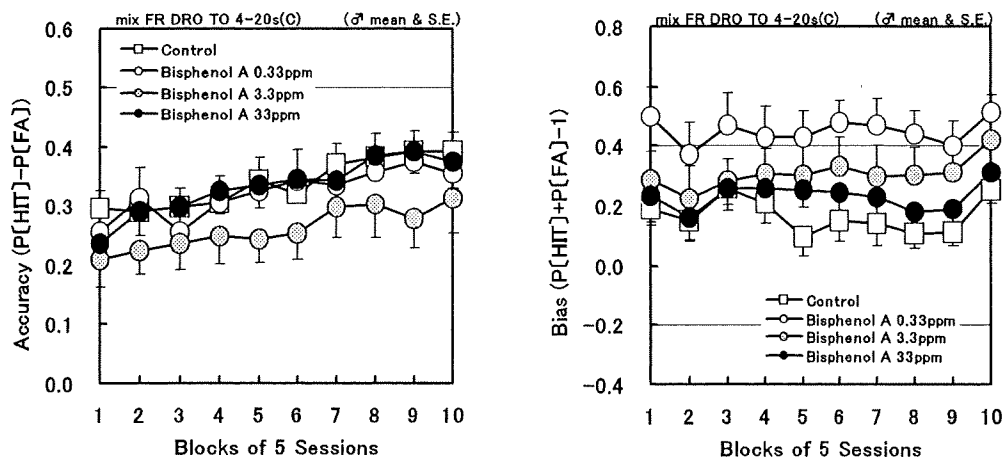 mix FR DRO TO 4-20s(C) (♂ mean & S.E.)
0.6
0.5
0.4
0.3
0.2
0.1
0.0
Accuracy (P[HIT]-P[FA])
Control
Bisphenol A 0.33ppm
Bisphenol A 3.3ppm
Bisphenol A 33ppm
1 2 3 4 5 6 7 8 9 10
Blocks of 5 Sessions
mix FR DRO TO 4-20s(C) (♂ mean & S.E.)
0.8
0.6
0.4
0.2
0.0
-0.2
-0.4
Bias (P[HIT]+P[FA]-1)
Control
Bisphenol A 0.33ppm
Bisphenol A 3.3ppm
Bisphenol A 33ppm
1 2 3 4 5 6 7 8 9 10
Blocks of 5 Sessions